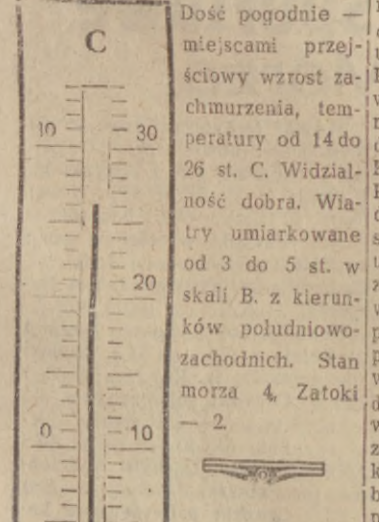 C
10
30
20
0
10
Dość pogodnie —
miejscami przej-
ściowy wzrost za-
chmurzenia, tem-
peratury od 14 do
26 st. C. Widzial-
ność dobra. Wia-
try umiarkowane
od 3 do 5 st. w
skali B. z kierun-
ków południowo-
zachodnich. Stan
morza 4, Zatoki
— 2.